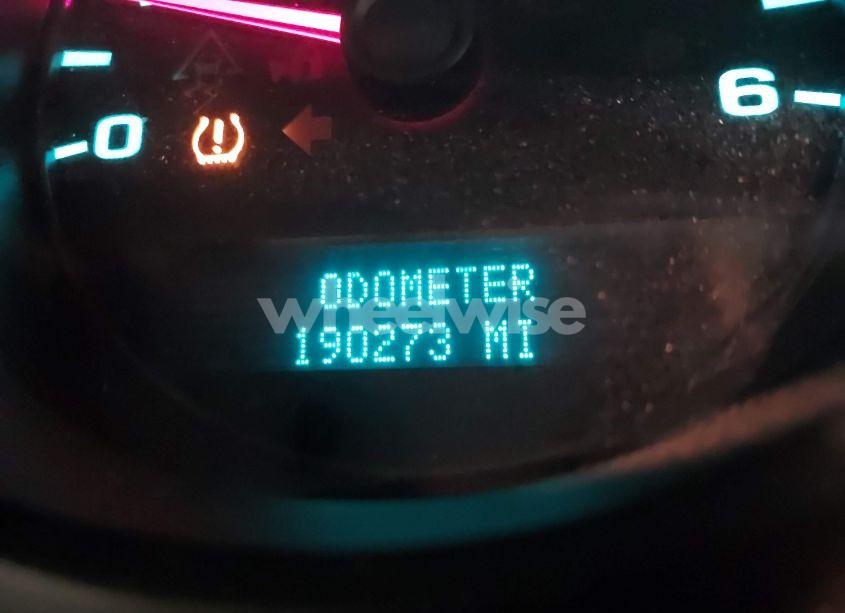 0
6
ODOMETER
wheelwise
190273 MI